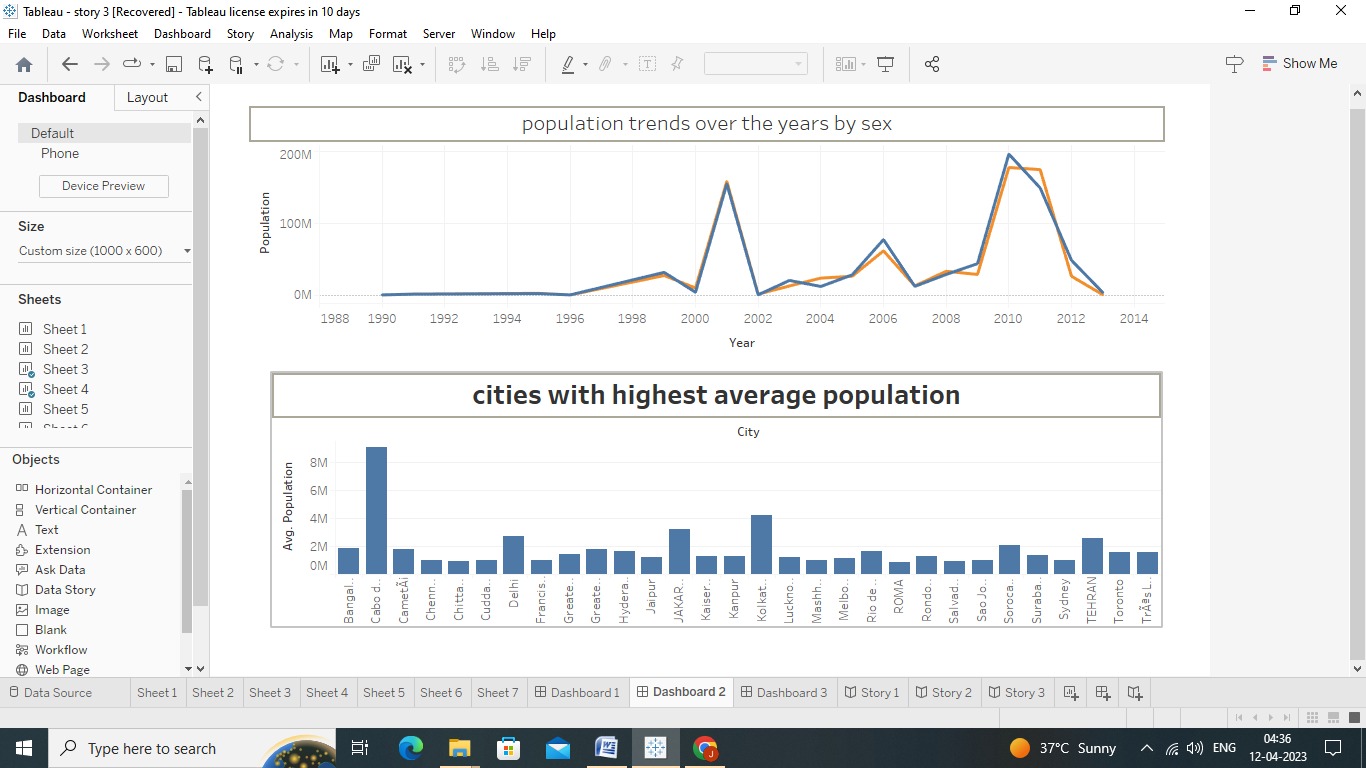 Tableau - story 3 [Recovered] - Tableau license expires in 10 days
File Data Worksheet Dashboard Story Analysis Map Format Server Window Help
Show Me
Dashboard Layout
Default
Phone
Device Preview
Size
Custom size (1000 x 600)
Sheets
Sheet 1
Sheet 2
Sheet 3
Sheet 4
Sheet 5
Objects
Horizontal Container
Vertical Container
Text
Extension
Ask Data
Data Story
Image
Blank
Workflow
Web Page
population trends over the years by sex
Population
200M
100M
0M
1988 1990 1992 1994 1996 1998 2000 2002 2004 2006 2008 2010 2012 2014
Year
cities with highest average population
City
Avg. Population
8M
6M
4M
2M
0M
Bangal..
Cabo d..
CametÃi
Chenn..
Chitta..
Cudda..
Delhi
Francis..
Greate..
Greate..
Hydera..
Jaipur
JAKAR..
Kaiser..
Kanpur
Kolkat..
Luckno..
Mashh..
Melbo..
Rio de..
ROMA
Rondo..
Salvad..
Sao Jo..
Soroca..
Suraba..
Sydney
TEHRAN
Toronto
TrÃªs L..
Data Source Sheet 1 Sheet 2 Sheet 3 Sheet 4 Sheet 5 Sheet 6 Sheet 7 Dashboard 1 Dashboard 2 Dashboard 3 Story 1 Story 2 Story 3
Type here to search
37°C Sunny
ENG
04:36
12-04-2023